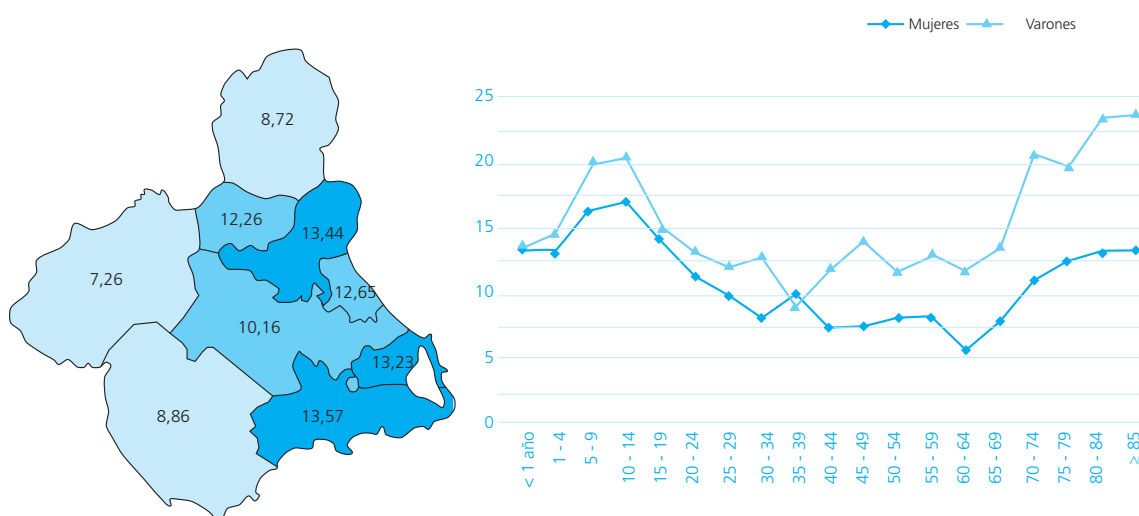 Mujeres Varones
8,72
12,26
13,44
7,26
12,65
10,16
13,23
8,86
13,57
25
20
15
10
5
0
< 1 año
1 - 4
5 - 9
10 - 14
15 - 19
20 - 24
25 - 29
30 - 34
35 - 39
40 - 44
45 - 49
50 - 54
55 - 59
60 - 64
65 - 69
70 - 74
75 - 79
80 - 84
≥ 85